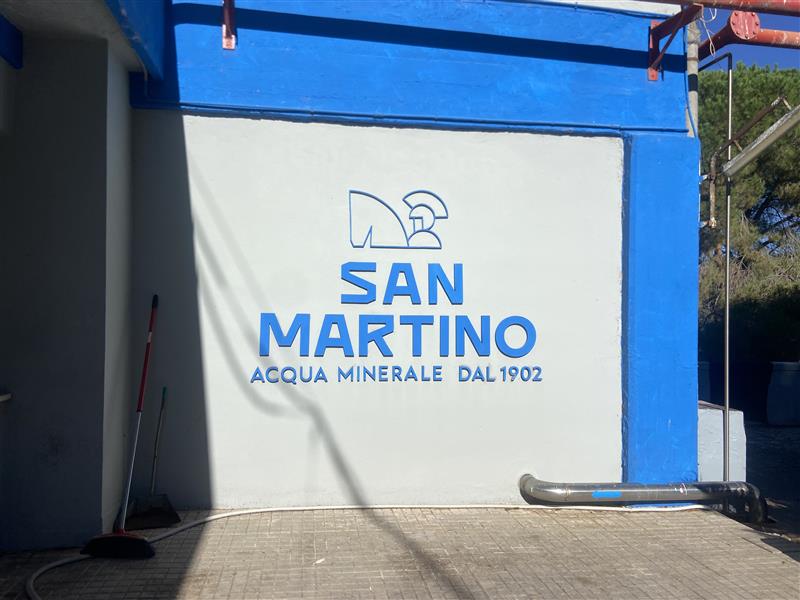 SAN
MARTINO
ACQUA MINERALE DAL 1902